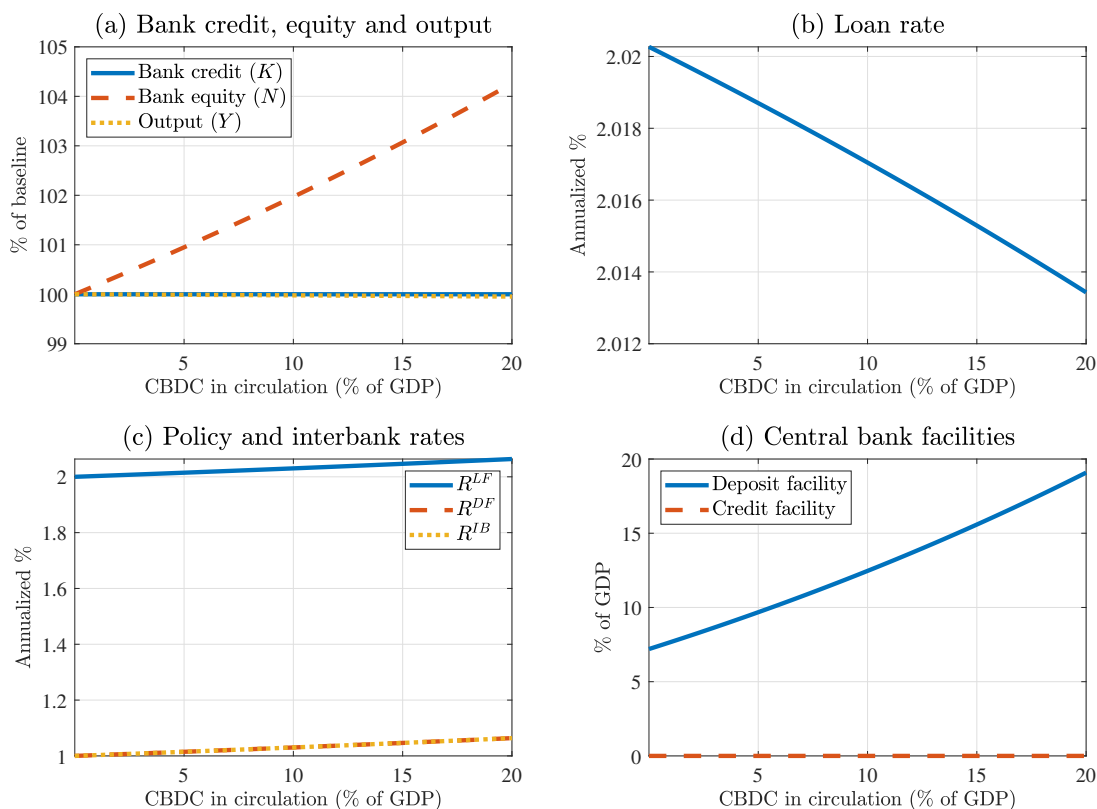 (a) Bank credit, equity and output
105
104
103
102
101
100
99
% of baseline
Bank credit (K)
Bank equity (N)
Output (Y)
5
10
15
20
CBDC in circulation (% of GDP)
(b) Loan rate
2.02
2.018
2.016
2.014
2.012
Annualized %
5
10
15
20
CBDC in circulation (% of GDP)
(c) Policy and interbank rates
2
1.8
1.6
1.4
1.2
1
Annualized %
R^{LF}
R^{DF}
R^{IB}
5
10
15
20
CBDC in circulation (% of GDP)
(d) Central bank facilities
20
15
10
5
0
% of GDP
Deposit facility
Credit facility
5
10
15
20
CBDC in circulation (% of GDP)